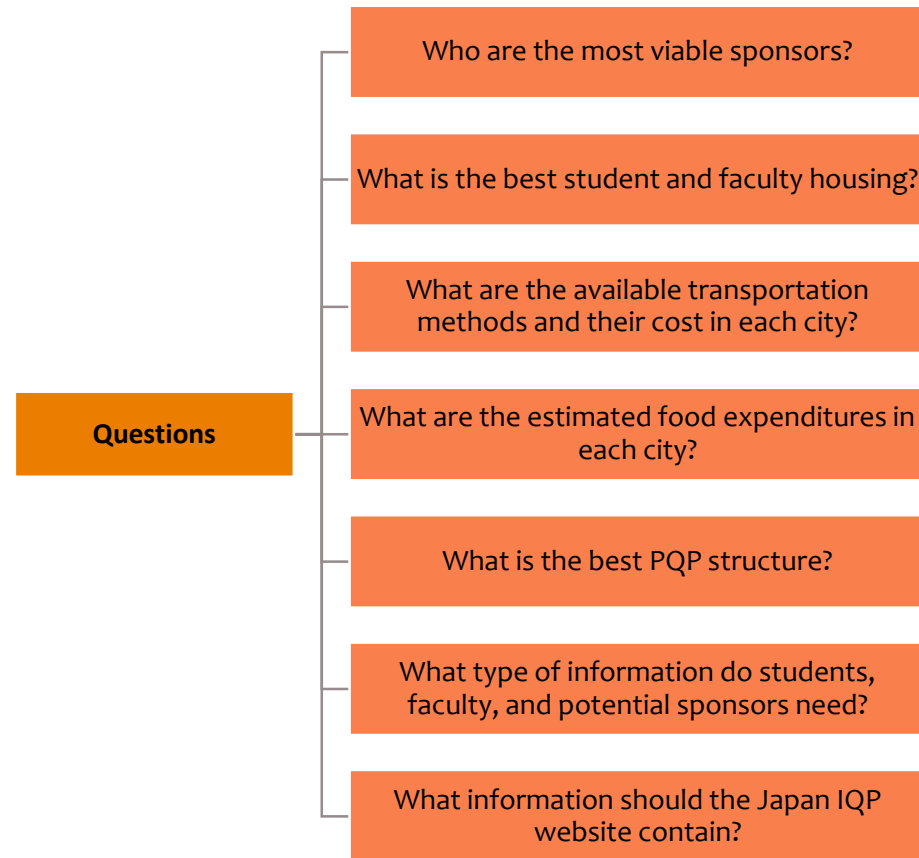 Who are the most viable sponsors?
What is the best student and faculty housing?
What are the available transportation
methods and their cost in each city?
Questions
What are the estimated food expenditures in
each city?
What is the best PQP structure?
What type of information do students,
faculty, and potential sponsors need?
What information should the Japan IQP
website contain?